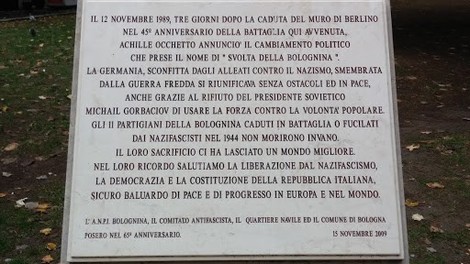 IL 12 NOVEMBRE 1989, TRE GIORNI DOPO LA CADUTA DEL MURO DI BERLINO
NEL 45° ANNIVERSARIO DELLA BATTAGLIA QUI AVVENUTA,
ACHILLE OCCHETTO ANNUNCIO' IL CAMBIAMENTO POLITICO
CHE PRESE IL NOME DI " SVOLTA DELLA BOLOGNINA ".
LA GERMANIA, SCONFITTA DAGLI ALLEATI CONTRO IL NAZISMO, SMEMBRATA
DALLA GUERRA FREDDA SI RIUNIFICAVA SENZA OSTACOLI ED IN PACE,
ANCHE GRAZIE AL RIFIUTO DEL PRESIDENTE SOVIETICO
MICHAIL GORBACIOV DI USARE LA FORZA CONTRO LA VOLONTA' POPOLARE.
GLI 11 PARTIGIANI DELLA BOLOGNINA CADUTI IN BATTAGLIA O FUCILATI
DAI NAZIFASCISTI NEL 1944 NON MORIRONO INVANO.
IL LORO SACRIFICIO CI HA LASCIATO UN MONDO MIGLIORE.
NEL LORO RICORDO SALUTIAMO LA LIBERAZIONE DAL NAZIFASCISMO,
LA DEMOCRAZIA E LA COSTITUZIONE DELLA REPUBBLICA ITALIANA,
SICURO BALUARDO DI PACE E DI PROGRESSO IN EUROPA E NEL MONDO.
L'A.N.P.I. BOLOGNINA, IL COMITATO ANTIFASCISTA, IL QUARTIERE NAVILE ED IL COMUNE DI BOLOGNA
POSERO NEL 65° ANNIVERSARIO. 15 NOVEMBRE 2009